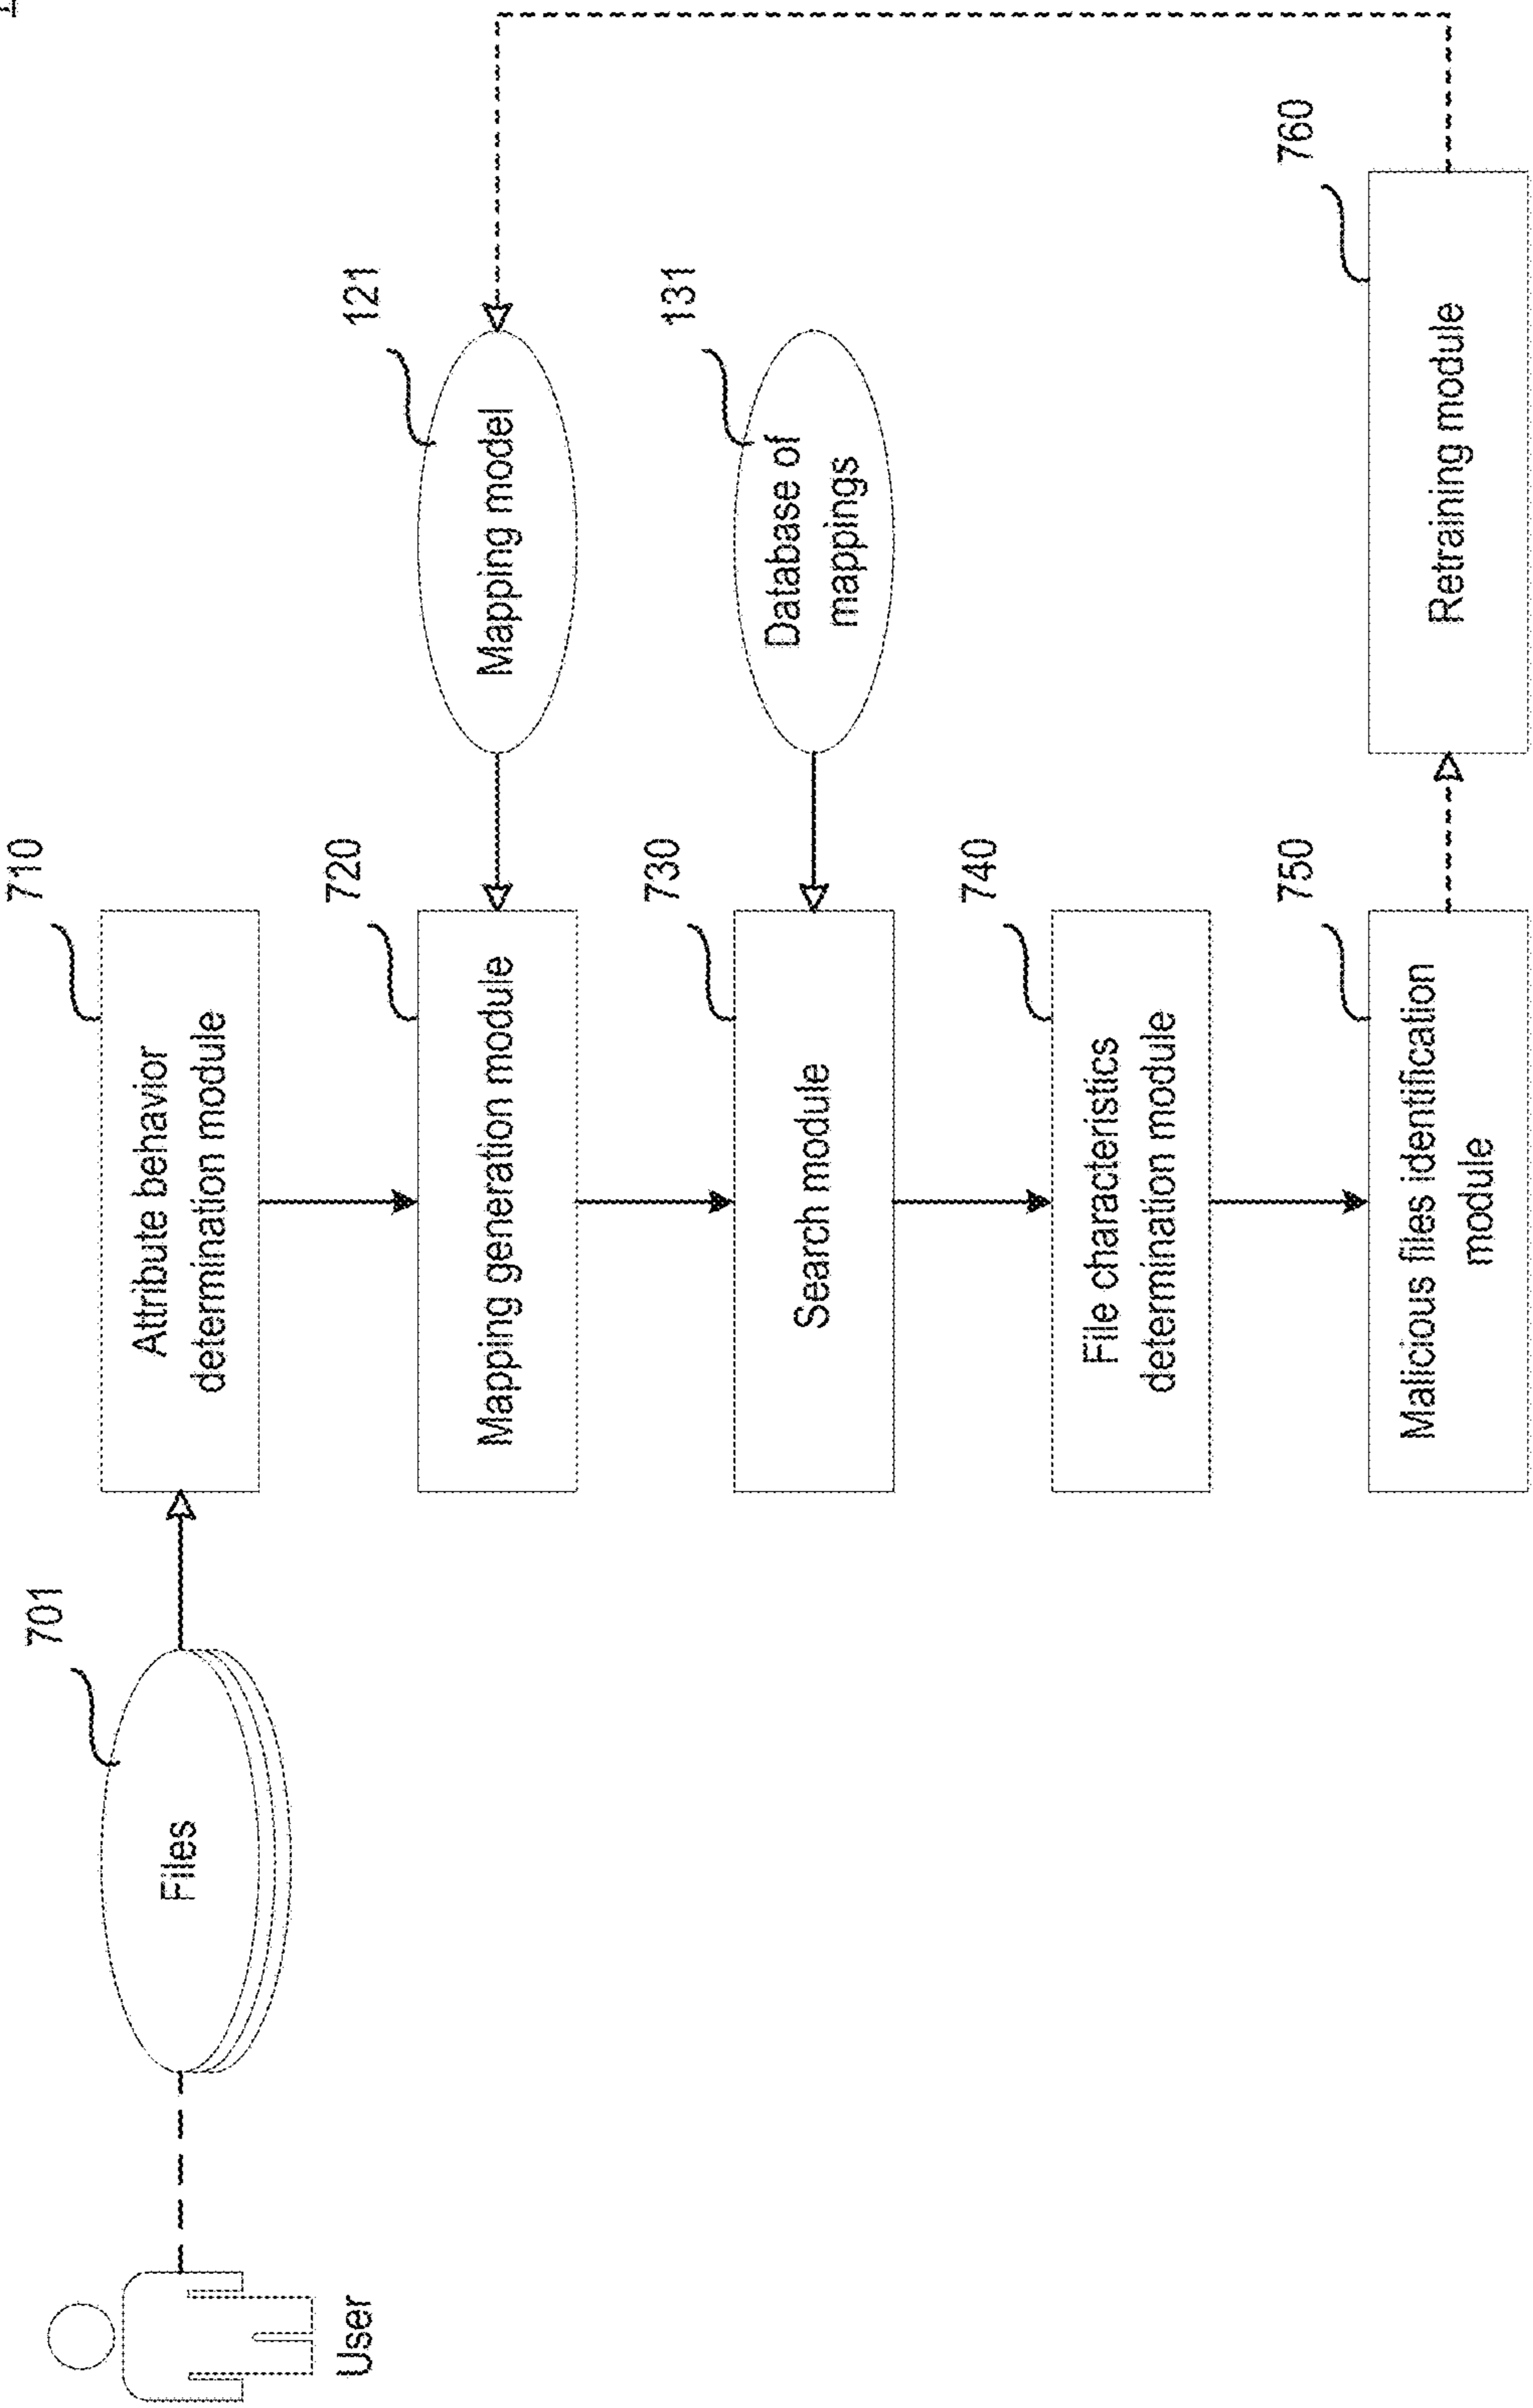 710
Attribute behavior
determination module
701
Files
User
121
Mapping model
720
Mapping generation module
131
Database of
mappings
730
Search module
740
File characteristics
determination module
750
Malicious files identification
module
760
Retraining module